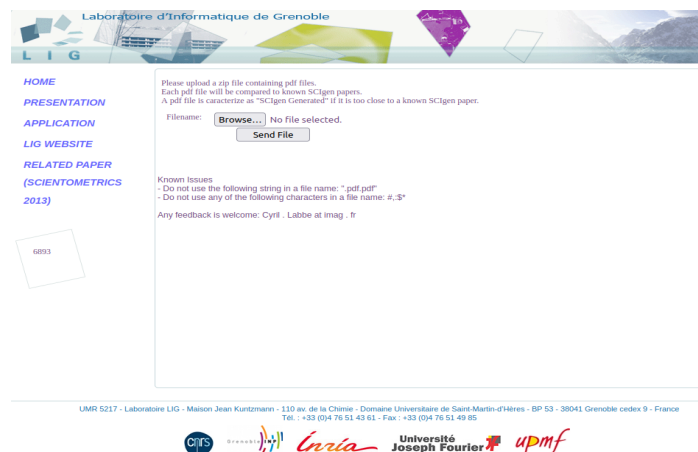 Laboratoire d'Informatique de Grenoble
L I G
HOME
PRESENTATION
APPLICATION
LIG WEBSITE
RELATED PAPER
(SCIENTOMETRICS
2013)
6893
Please upload a zip file containing pdf files.
Each pdf file will be compared to known SCIgen papers.
A pdf file is caracterize as "SCIgen Generated" if it is too close to a known SCIgen paper.
Filename: Browse... No file selected.
Send File
Known Issues
- Do not use the following string in a file name: ".pdf.pdf"
- Do not use any of the following characters in a file name: #,:$*
Any feedback is welcome: Cyril . Labbe at imag . fr
UMR 5217 - Laboratoire LIG - Maison Jean Kuntzmann - 110 av. de la Chimie - Domaine Universitaire de Saint-Martin-d'Hères - BP 53 - 38041 Grenoble cedex 9 - France
Tél. : +33 (0)4 76 51 43 61 - Fax : +33 (0)4 76 51 49 85
cnrs Grenoble inp inria Université Joseph Fourier upmf